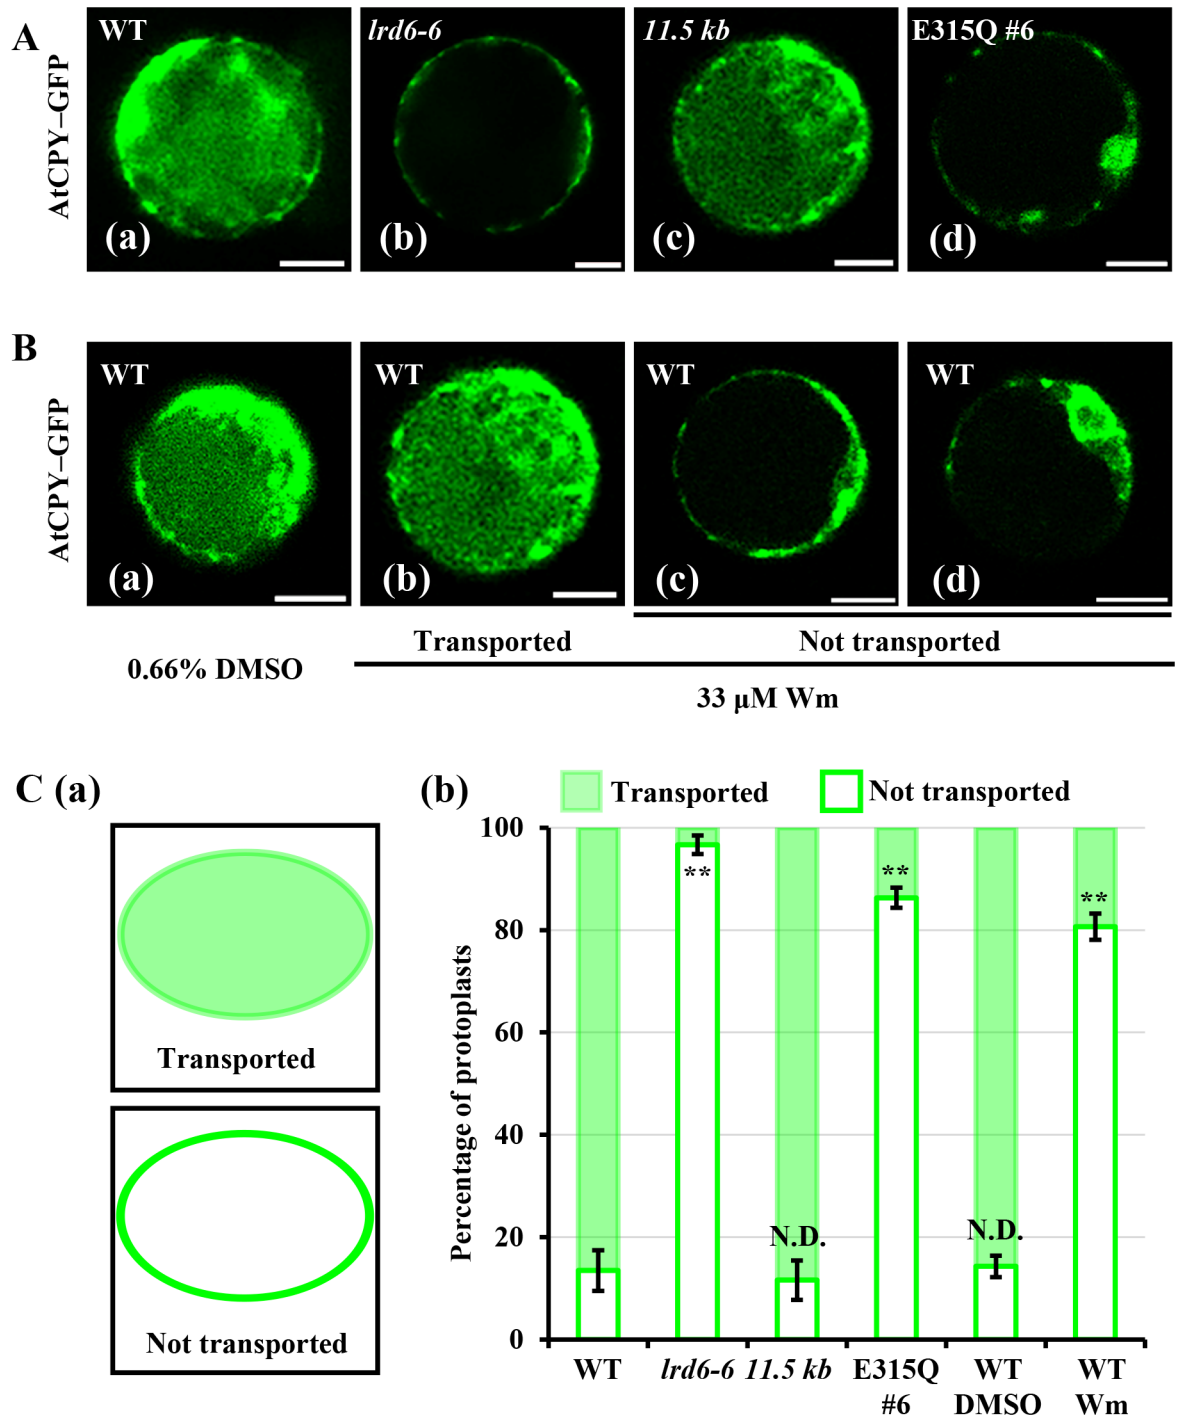 A
AtCPY–GFP
WT
lrd6-6
11.5 kb
E315Q #6
(a)
(b)
(c)
(d)
B
AtCPY–GFP
WT
WT
WT
WT
(a)
(b)
(c)
(d)
Transported
Not transported
0.66% DMSO
33 μM Wm
C (a)
Transported
Not transported
(b)
Transported
Not transported
Percentage of protoplasts
100
80
60
40
20
0
**
**
**
N.D.
N.D.
WT
lrd6-6
11.5 kb
E315Q
#6
WT
DMSO
WT
Wm